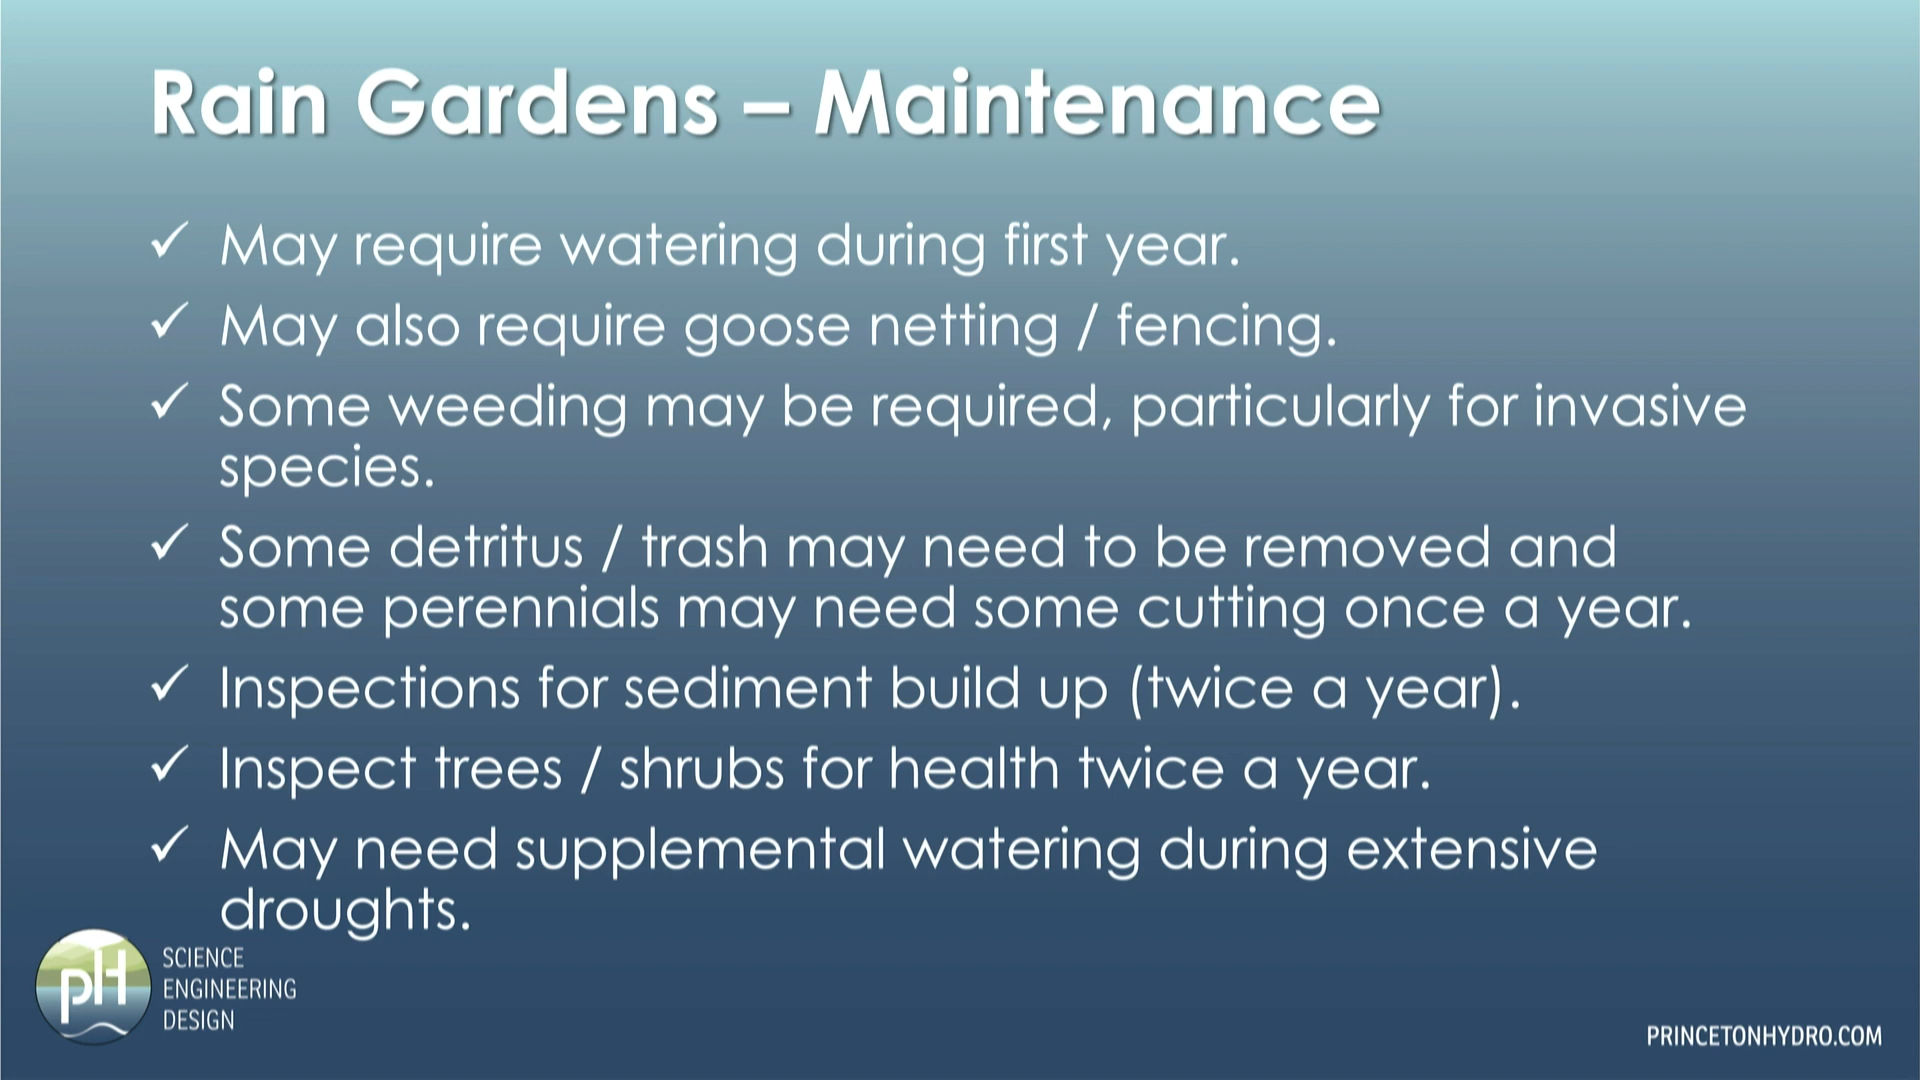 Rain Gardens – Maintenance
✓ May require watering during first year.
✓ May also require goose netting / fencing.
✓ Some weeding may be required, particularly for invasive
species.
✓ Some detritus / trash may need to be removed and
some perennials may need some cutting once a year.
✓ Inspections for sediment build up (twice a year).
✓ Inspect trees / shrubs for health twice a year.
✓ May need supplemental watering during extensive
droughts.
pH
SCIENCE
ENGINEERING
DESIGN
PRINCETONHYDRO.COM